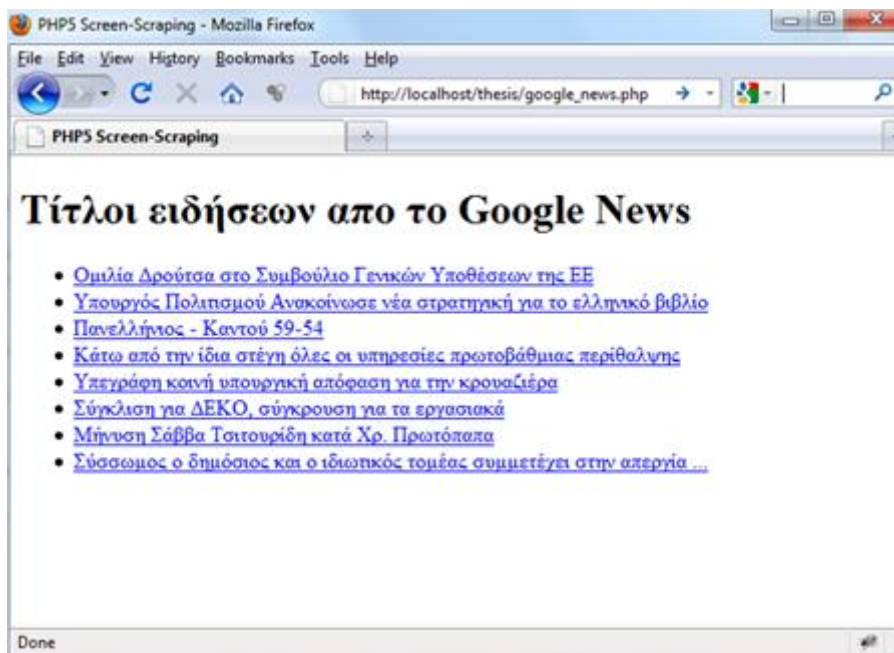 PHP5 Screen-Scraping - Mozilla Firefox
File Edit View History Bookmarks Tools Help
http://localhost/thesis/google_news.php
PHP5 Screen-Scraping
Τίτλοι ειδήσεων απο το Google News
Ομιλία Δρούτσα στο Συμβούλιο Γενικών Υποθέσεων της ΕΕ
Υπουργός Πολιτισμού Ανακοίνωσε νέα στρατηγική για το ελληνικό βιβλίο
Πανελλήνιος - Καντού 59-54
Κάτω από την ίδια στέγη όλες οι υπηρεσίες πρωτοβάθμιας περίθαλψης
Υπεγράφη κοινή υπουργική απόφαση για την κρουαζιέρα
Σύγκλιση για ΔΕΚΟ, σύγκρουση για τα εργασιακά
Μήνυση Σάββα Τσιτουρίδη κατά Χρ. Πρωτόπαπα
Σύσσωμος ο δημόσιος και ο ιδιωτικός τομέας συμμετέχει στην απεργία ...
Done